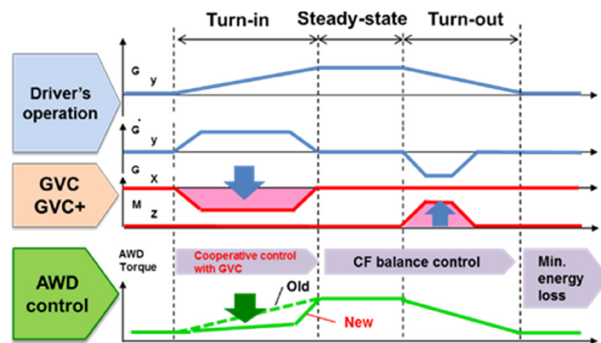 Turn-in Steady-state Turn-out
Driver's
operation
G y
Ġ y
GVC
GVC+
G X
M Z
AWD
control
AWD
Torque
Cooperative control
with GVC
CF balance control
Min.
energy
loss
Old
New